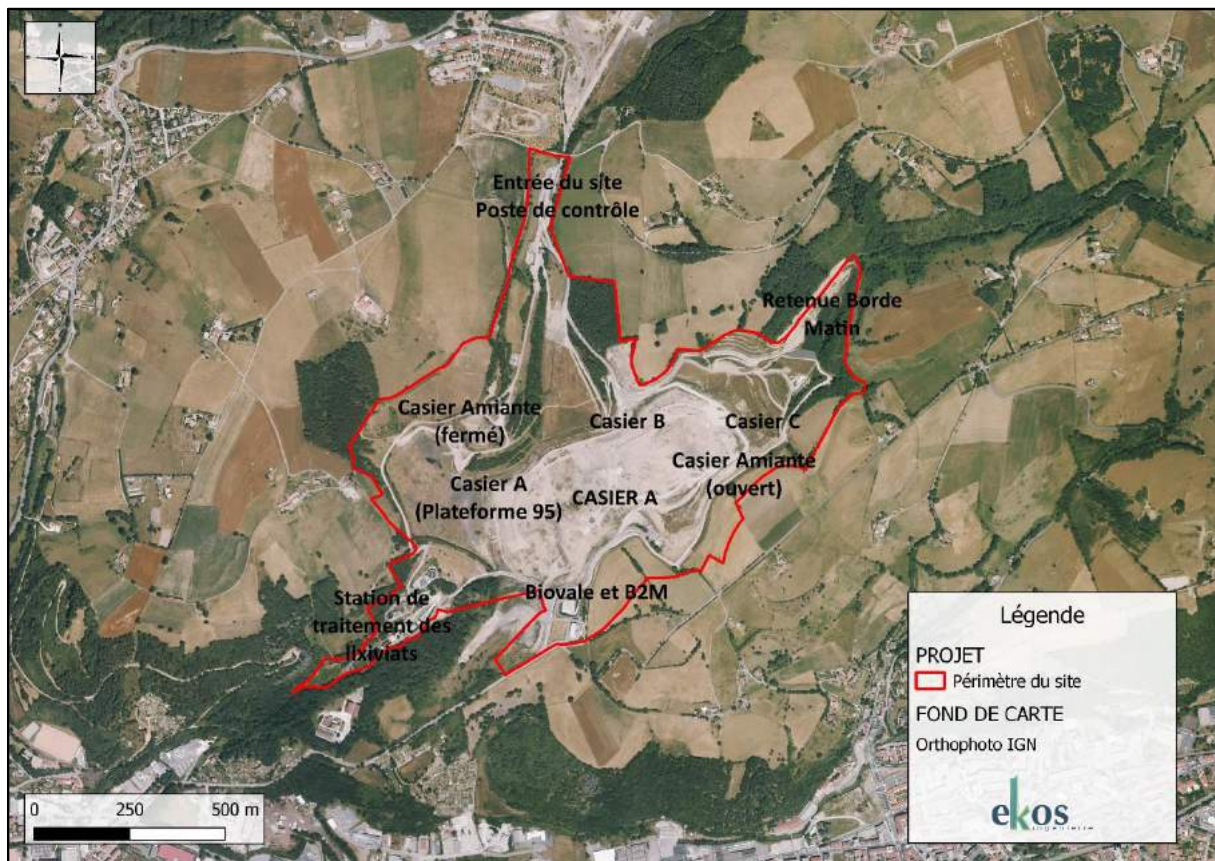 Entrée du site
Poste de contrôle
Retenue Borde
Matin
Casier Amiante
(fermé)
Casier B
Casier C
Casier Amiante
(ouvert)
Casier A
(Plateforme 95)
CASIER A
Biovale et B2M
Station de
traitement des
lixiviats
Légende
PROJET
Périmètre du site
FOND DE CARTE
Orthophoto IGN
ekos
ingénierie
0 250 500 m